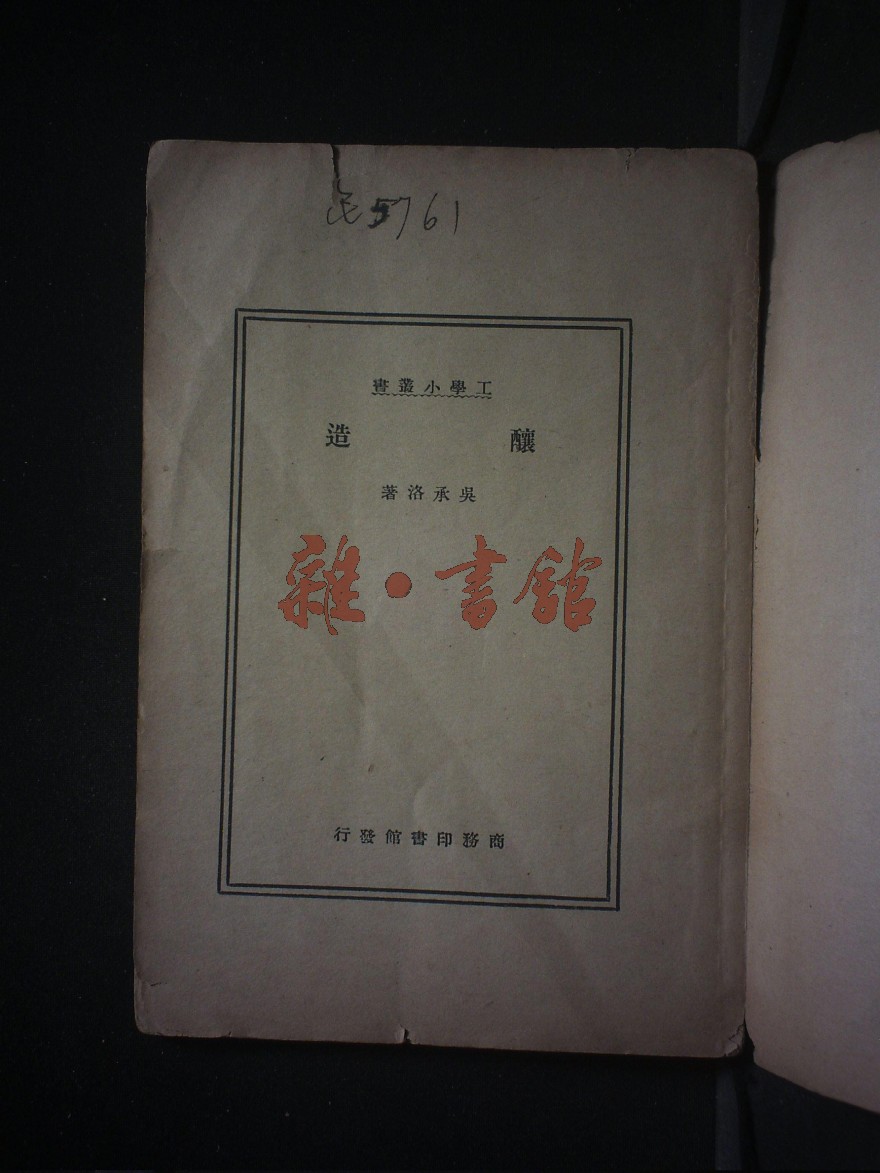 民5761
工學小叢書
釀造
吳承洛著
雜·書館
商務印書館發行